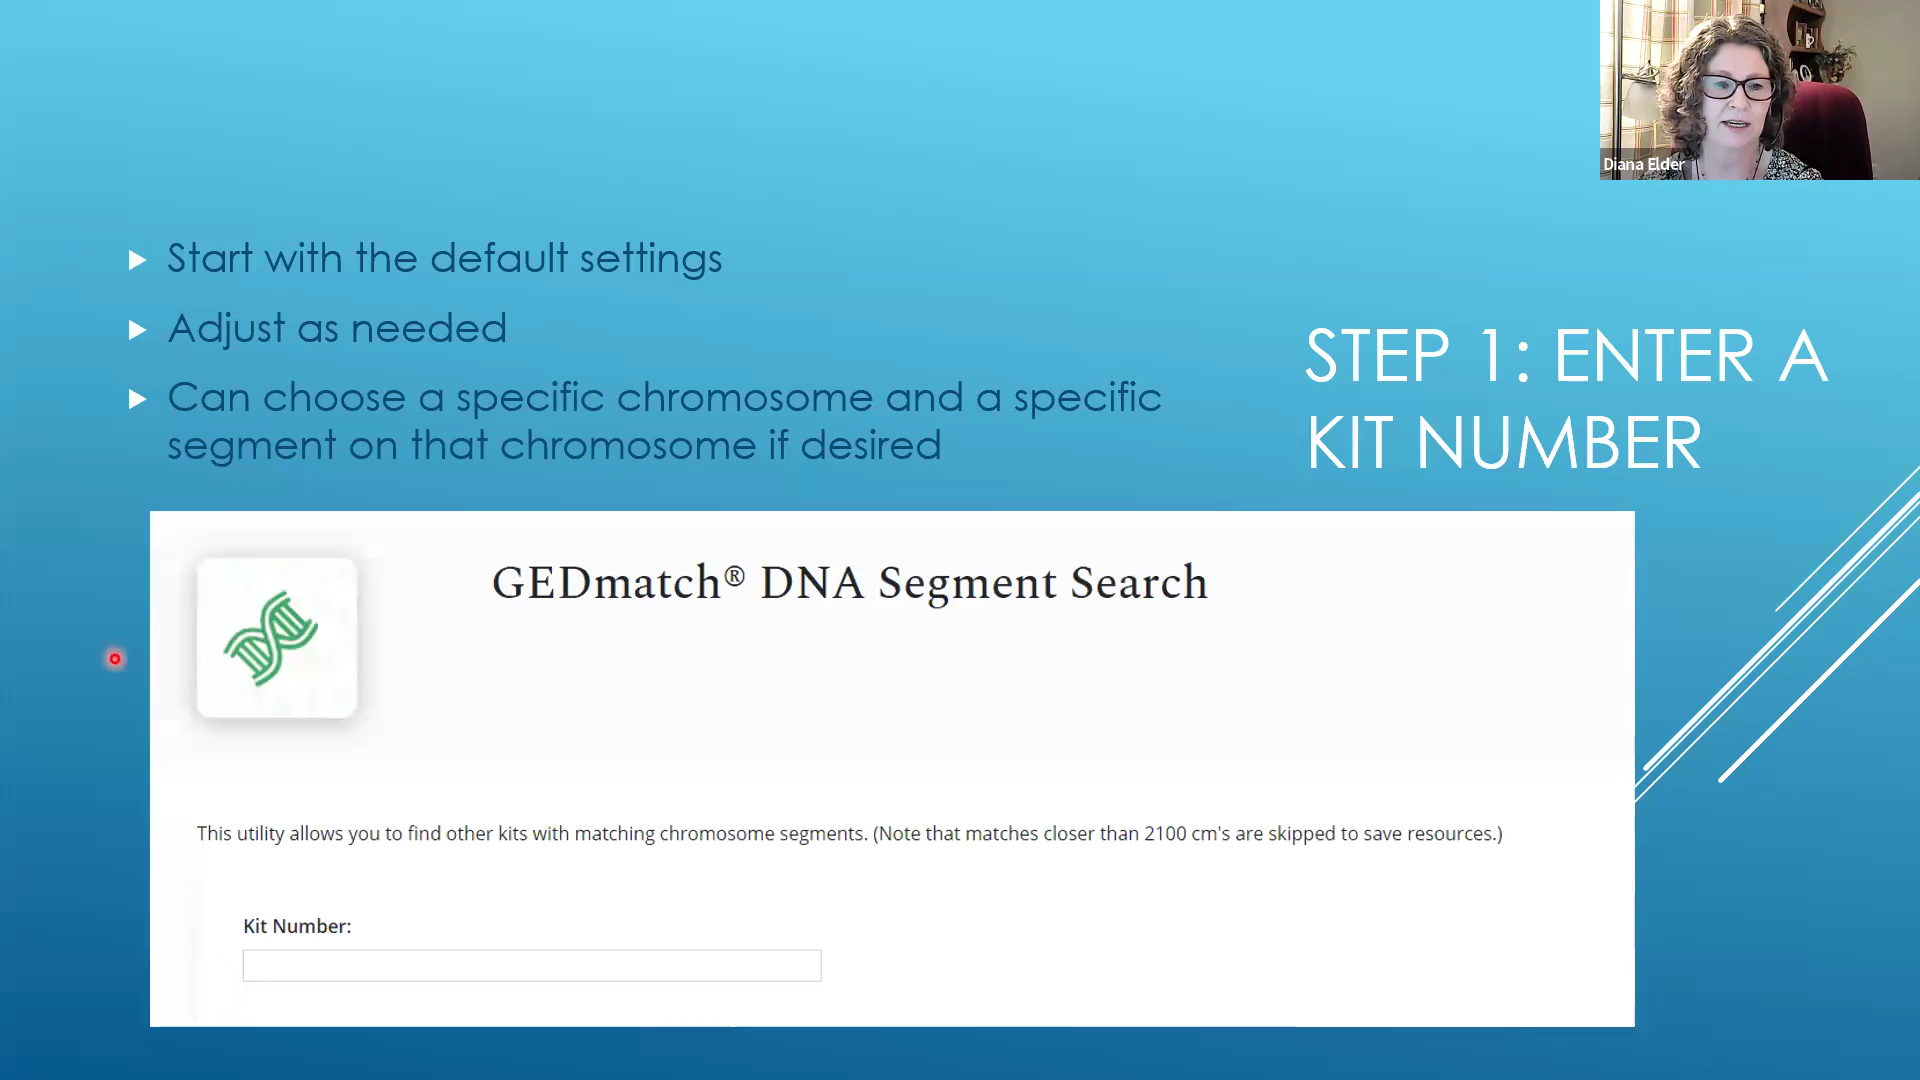 Diana Elder
Start with the default settings
Adjust as needed
Can choose a specific chromosome and a specific
segment on that chromosome if desired
STEP 1: ENTER A
KIT NUMBER
GEDmatch® DNA Segment Search
This utility allows you to find other kits with matching chromosome segments. (Note that matches closer than 2100 cm's are skipped to save resources.)
Kit Number: